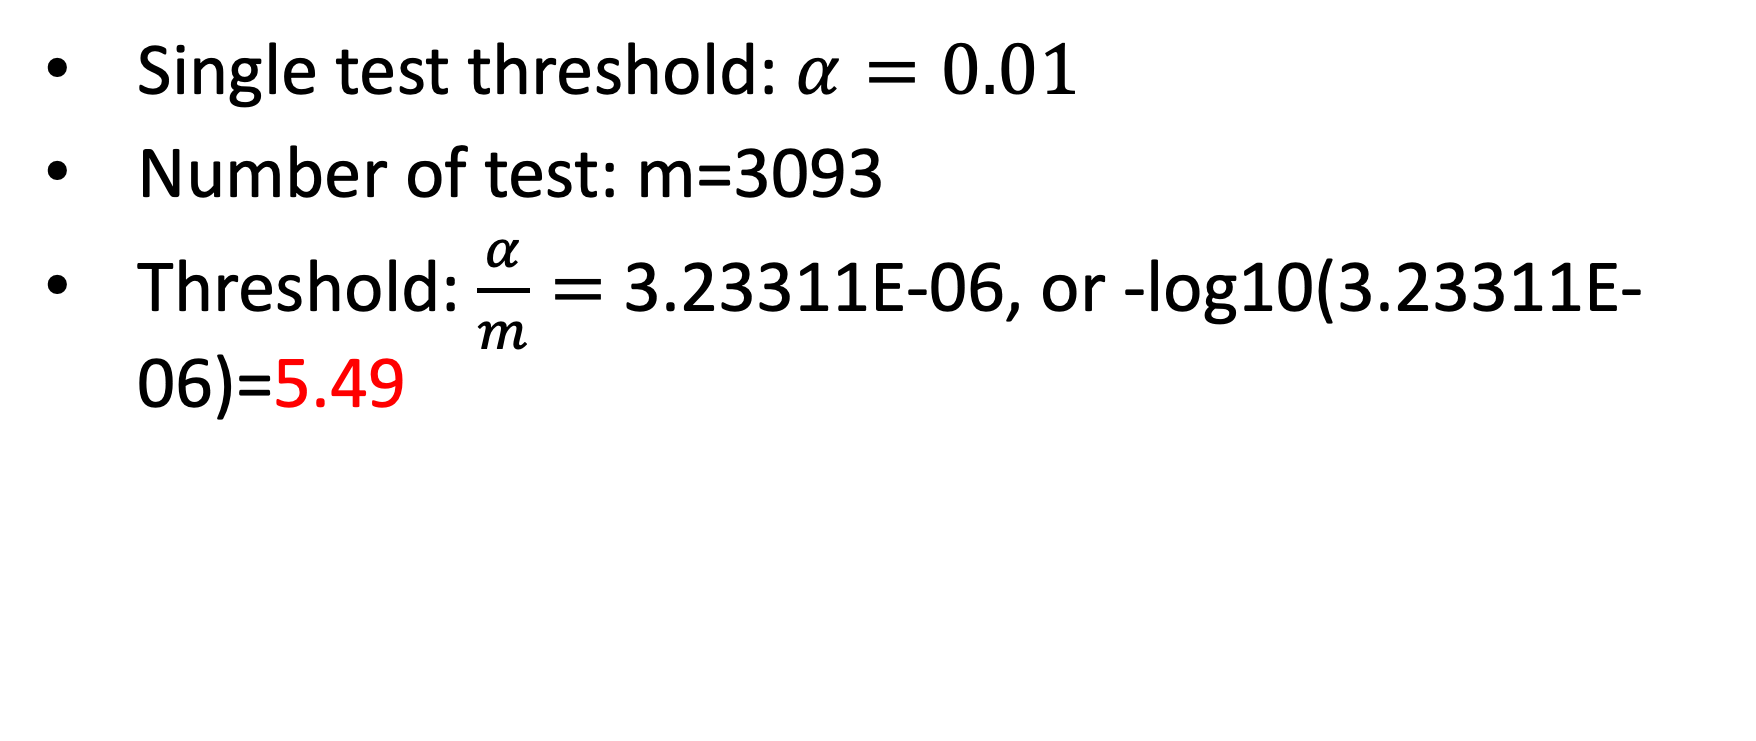 • Single test threshold: 𝛼 = 0.01
• Number of test: m=3093
• Threshold: 𝛼/𝑚 = 3.23311E-06, or -log10(3.23311E-
06)=5.49